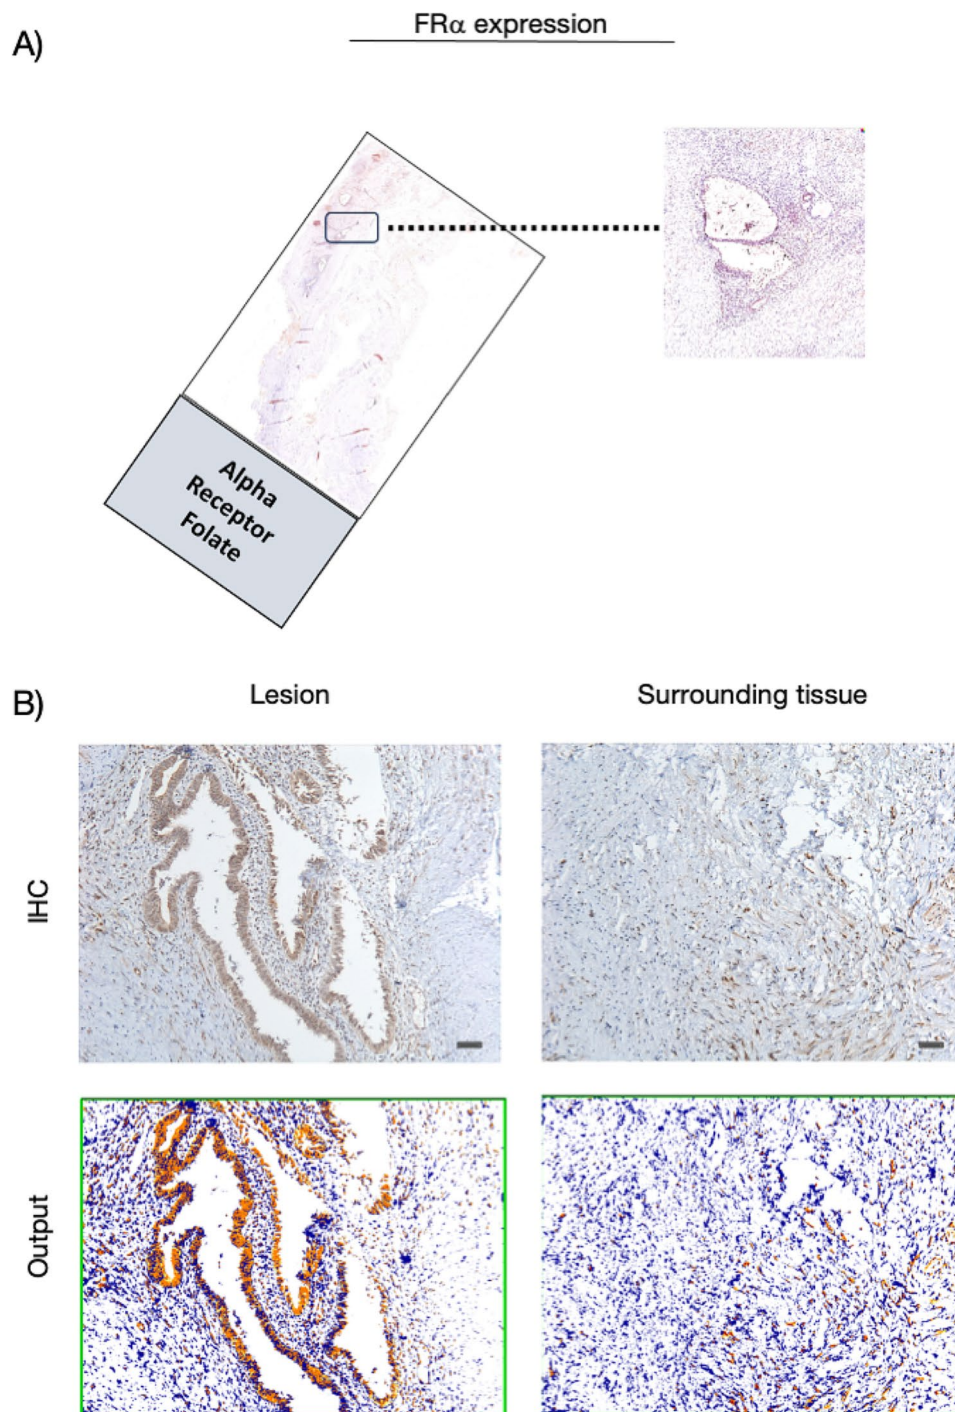 A)
FRα expression
Alpha
Receptor
Folate
B)
Lesion
Surrounding tissue
IHC
Output